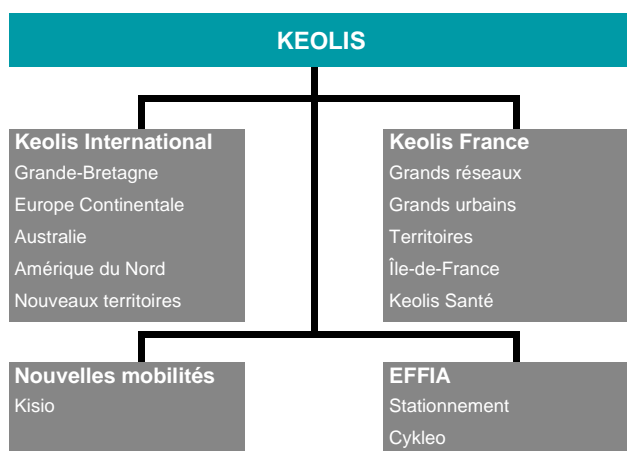 KEOLIS
Keolis International
Grande-Bretagne
Europe Continentale
Australie
Amérique du Nord
Nouveaux territoires
Keolis France
Grands réseaux
Grands urbains
Territoires
Île-de-France
Keolis Santé
Nouvelles mobilités
Kisio
EFFIA
Stationnement
Cykleo